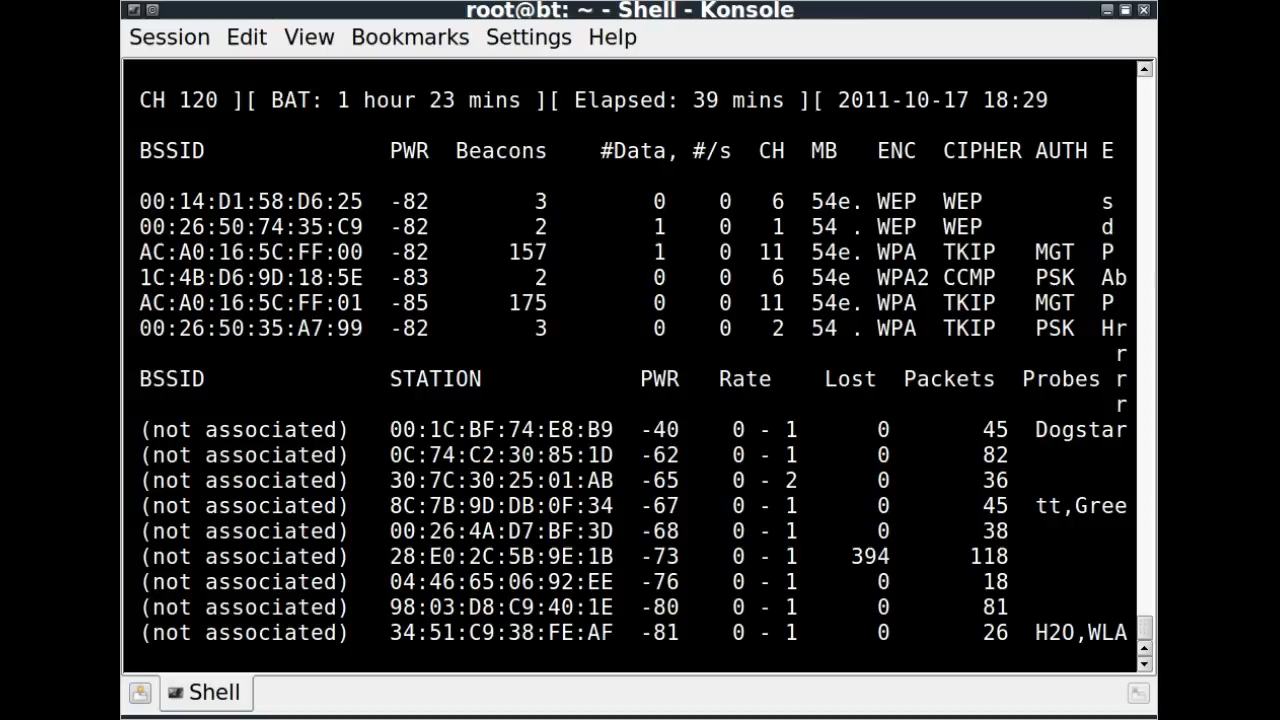 root@bt: ~ - Shell - Konsole
Session Edit View Bookmarks Settings Help
CH 120 ][ BAT: 1 hour 23 mins ][ Elapsed: 39 mins ][ 2011-10-17 18:29
BSSID PWR Beacons #Data, #/s CH MB ENC CIPHER AUTH E
00:14:D1:58:D6:25 -82 3 0 0 6 54e. WEP WEP s
00:26:50:74:35:C9 -82 2 1 0 1 54 . WEP WEP d
AC:A0:16:5C:FF:00 -82 157 1 0 11 54e. WPA TKIP MGT P
1C:4B:D6:9D:18:5E -83 2 0 0 6 54e WPA2 CCMP PSK Ab
AC:A0:16:5C:FF:01 -85 175 0 0 11 54e. WPA TKIP MGT P
00:26:50:35:A7:99 -82 3 0 0 2 54 . WPA TKIP PSK Hr
r
BSSID STATION PWR Rate Lost Packets Probes r
r
(not associated) 00:1C:BF:74:E8:B9 -40 0 - 1 0 45 Dogstar
(not associated) 0C:74:C2:30:85:1D -62 0 - 1 0 82
(not associated) 30:7C:30:25:01:AB -65 0 - 2 0 36
(not associated) 8C:7B:9D:DB:0F:34 -67 0 - 1 0 45 tt,Gree
(not associated) 00:26:4A:D7:BF:3D -68 0 - 1 0 38
(not associated) 28:E0:2C:5B:9E:1B -73 0 - 1 394 118
(not associated) 04:46:65:06:92:EE -76 0 - 1 0 18
(not associated) 98:03:D8:C9:40:1E -80 0 - 1 0 81
(not associated) 34:51:C9:38:FE:AF -81 0 - 1 0 26 H2O,WLA
Shell